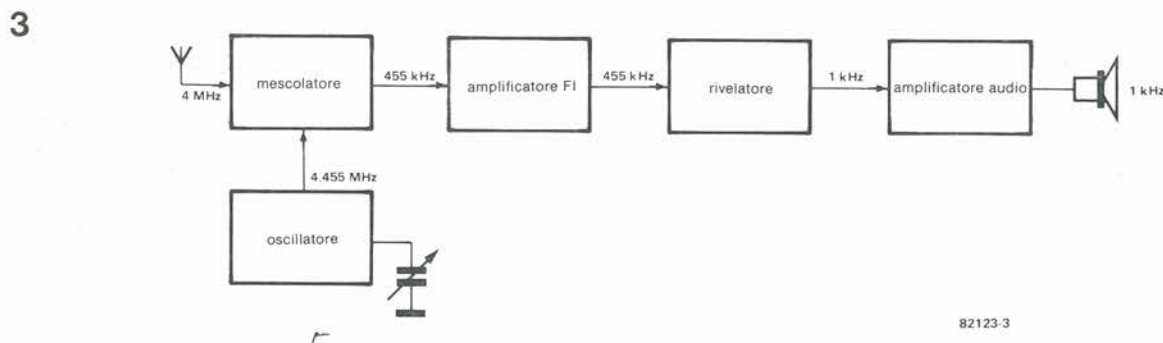 3
mescolatore
455 kHz
amplificatore FI
455 kHz
rivelatore
1 kHz
amplificatore audio
1 kHz
4 MHz
4.455 MHz
oscillatore
82123-3